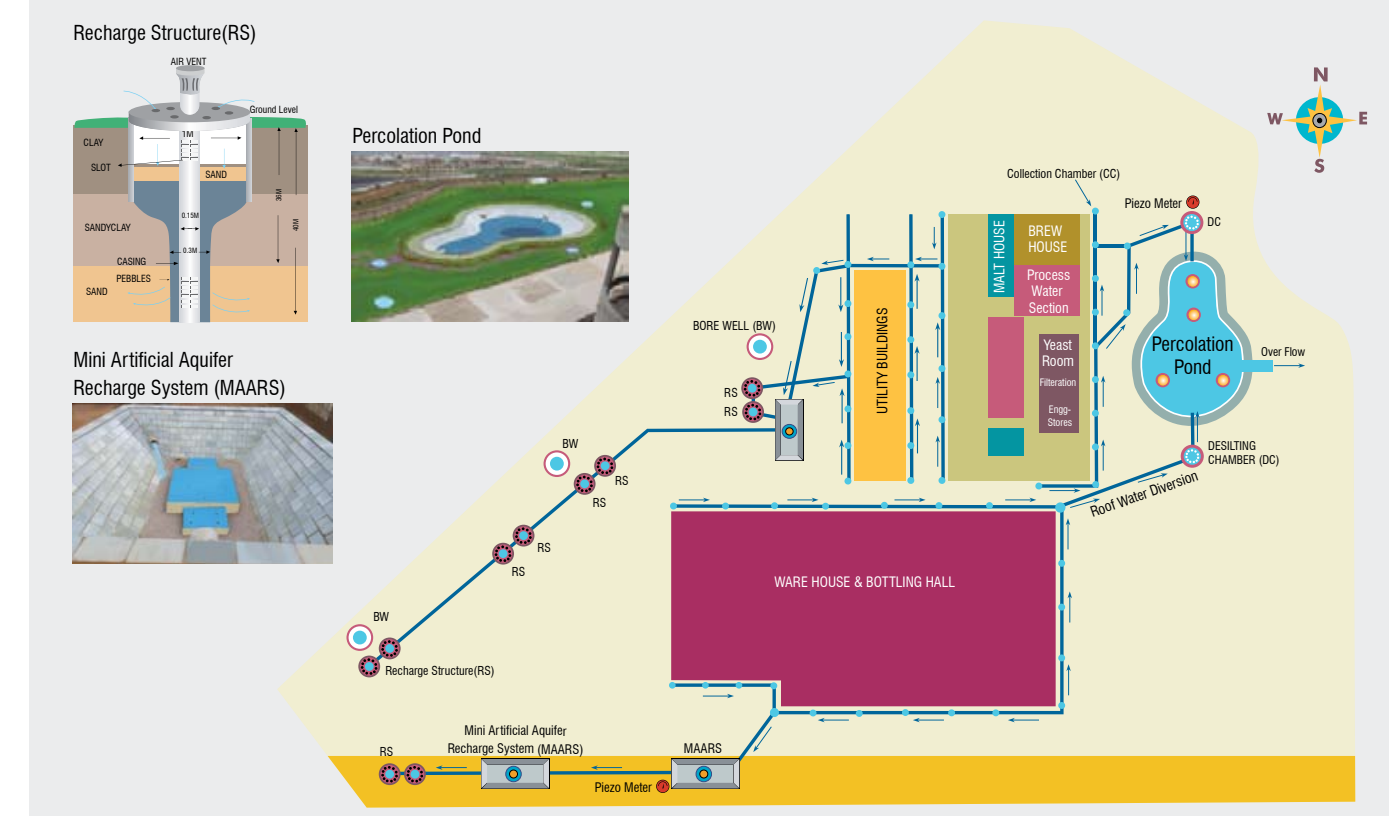 Recharge Structure(RS)
AIR VENT
Ground Level
1M
CLAY
SLOT
SAND
36M
40M
0.15M
SANDYCLAY
0.3M
CASING
PEBBLES
SAND
Percolation Pond
Mini Artificial Aquifer
Recharge System (MAARS)
N
W
E
S
Collection Chamber (CC)
Piezo Meter
DC
MALT HOUSE
BREW
HOUSE
Process
Water
Section
Yeast
Room
Filteration
Engg-
Stores
UTILITY BUILDINGS
BORE WELL (BW)
RS
RS
Percolation
Pond
Over Flow
DESILTING
CHAMBER (DC)
Roof Water Diversion
BW
RS
RS
RS
RS
BW
Recharge Structure(RS)
WARE HOUSE & BOTTLING HALL
Mini Artificial Aquifer
Recharge System (MAARS)
MAARS
RS
Piezo Meter